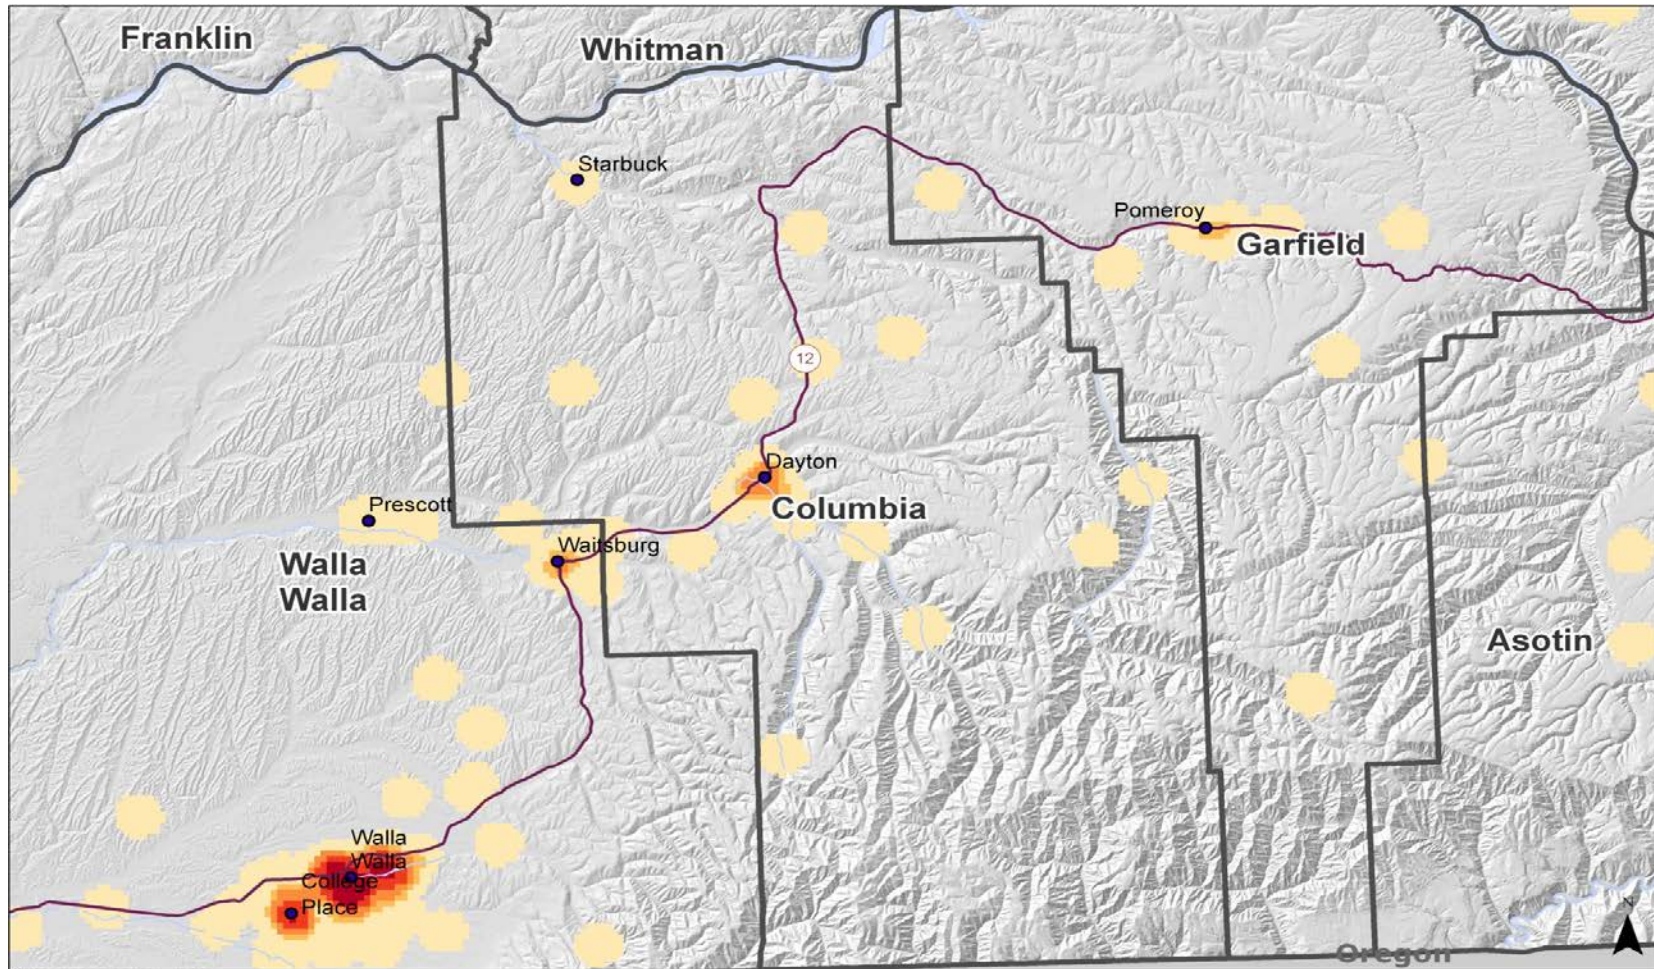 Franklin
Whitman
Starbuck
Pomeroy
Garfield
12
Dayton
Columbia
Prescott
Waitsburg
Walla
Walla
Asotin
Walla
Walla
College
Place
N
Oregon